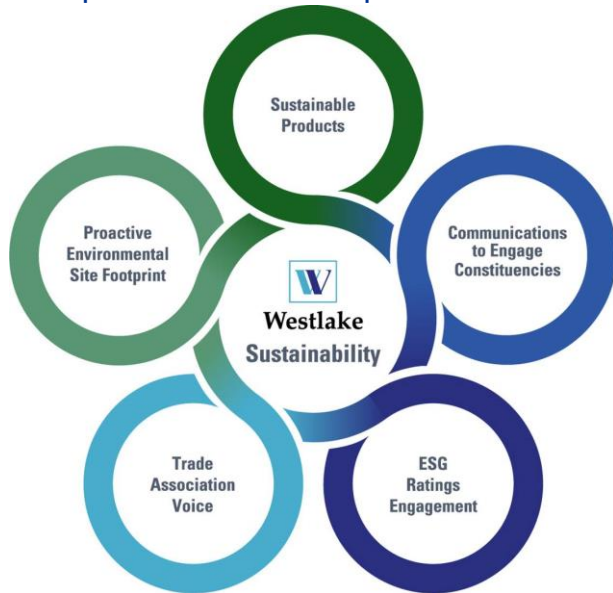 Sustainable
Products
Proactive
Environmental
Site Footprint
Communications
to Engage
Constituencies
W
Westlake
Sustainability
Trade
Association
Voice
ESG
Ratings
Engagement